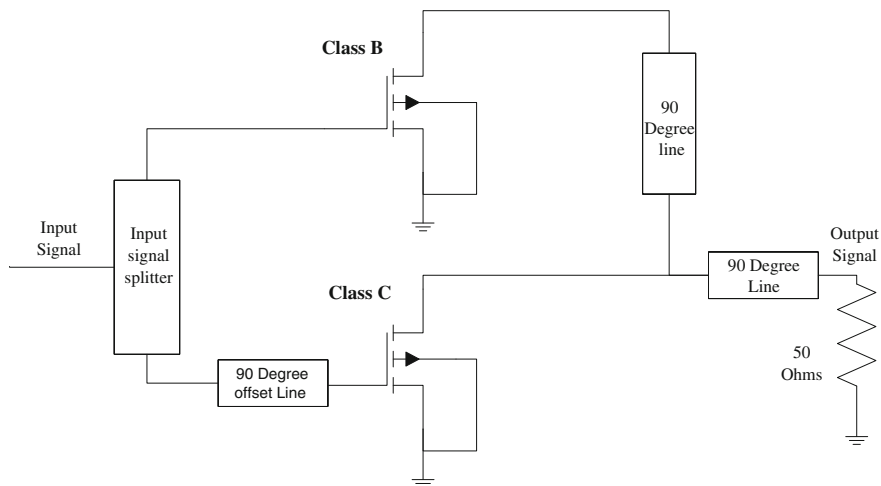 Class B
90
Degree
line
Input
Signal
Input
signal
splitter
Class C
90 Degree
offset Line
90 Degree
Line
Output
Signal
50
Ohms